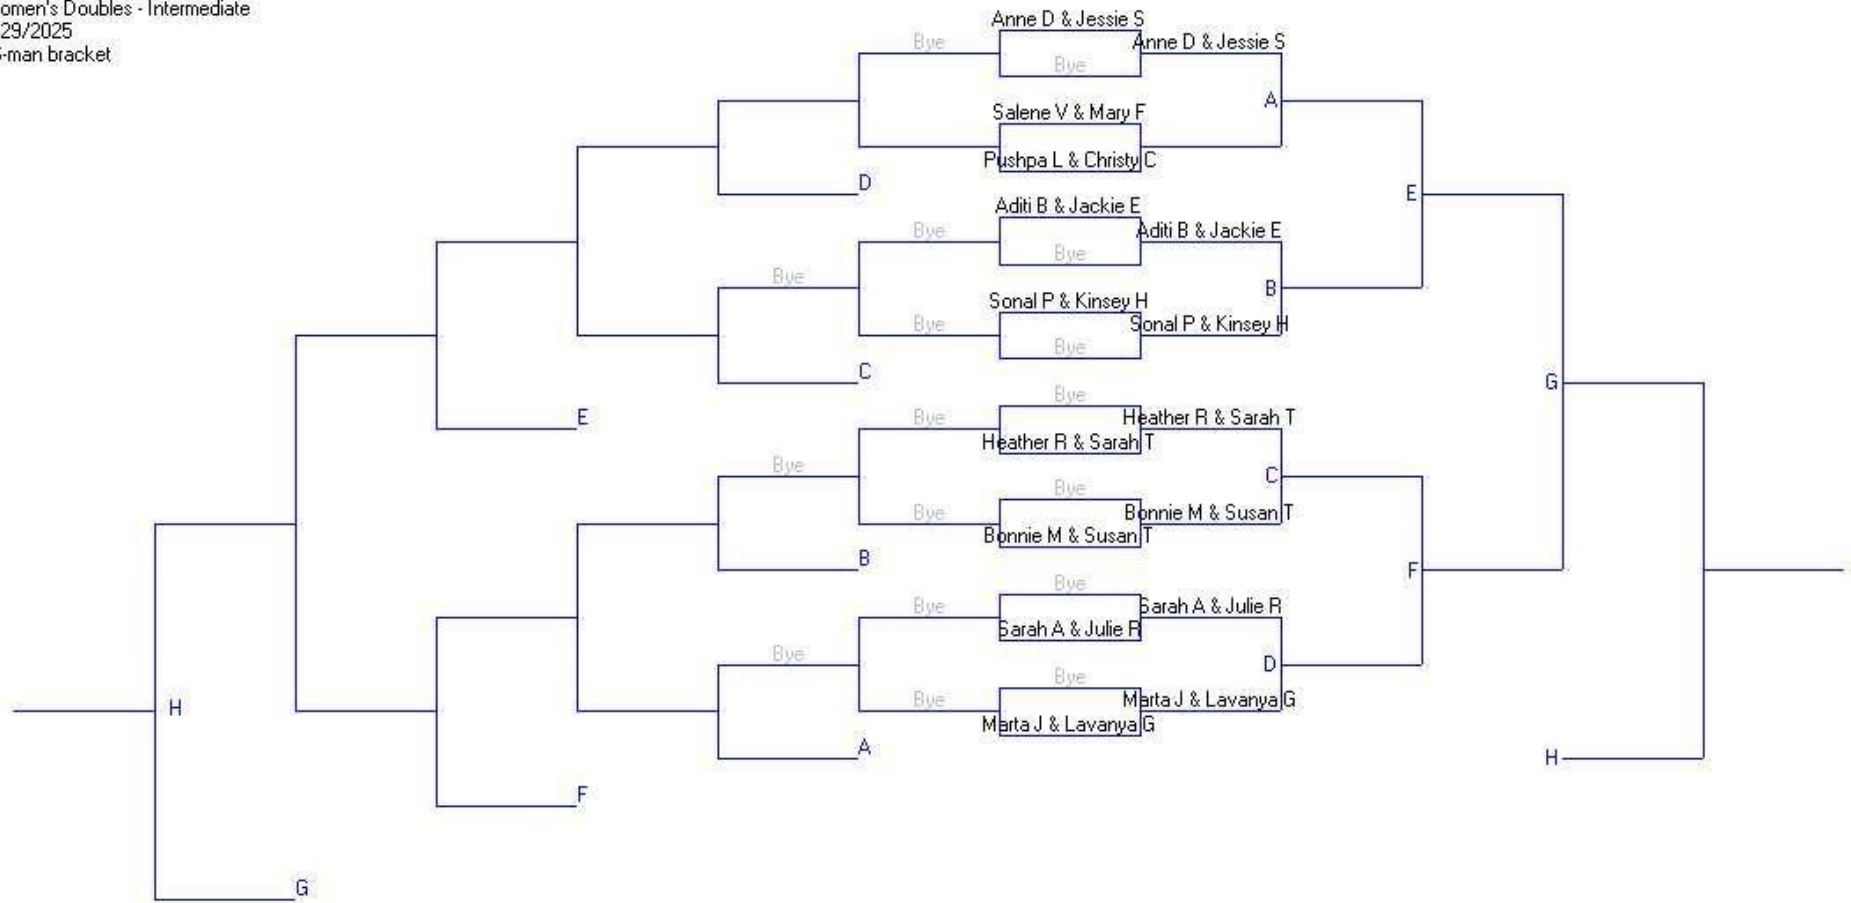 omen's Doubles - Intermediate
29/2025
-man bracket
Anne D & Jessie S
Bye
Anne D & Jessie S
Bye
A
Salene V & Mary F
Pushpa L & Christy C
D
E
Aditi B & Jackie E
Bye
Aditi B & Jackie E
Bye
Bye
B
Sonal P & Kinsey H
Bye
Sonal P & Kinsey H
Bye
C
G
Bye
E
Bye
Heather R & Sarah T
Heather R & Sarah T
Bye
C
Bye
Bye
Bonnie M & Susan T
Bonnie M & Susan T
B
F
Bye
Bye
Sarah A & Julie R
Sarah A & Julie R
Bye
D
Bye
Bye
Marta J & Lavanya G
H
Marta J & Lavanya G
A
H
F
G